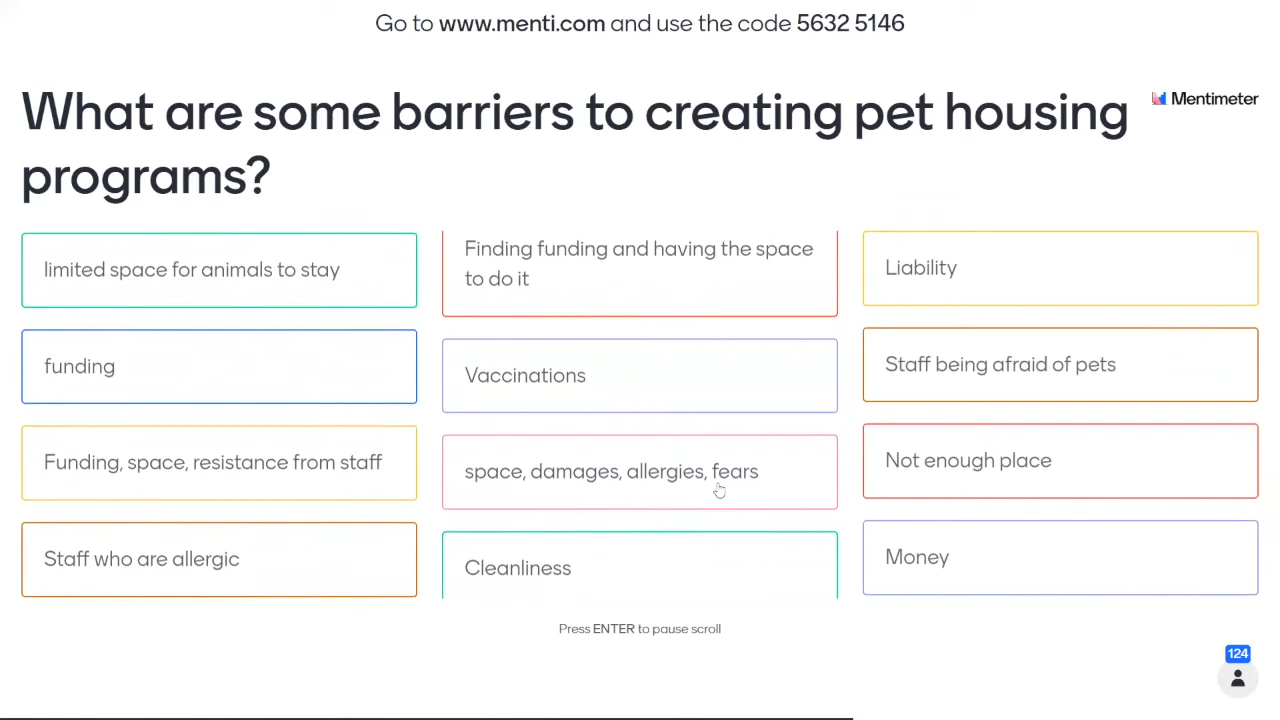 Go to www.menti.com and use the code 5632 5146
What are some barriers to creating pet housing
programs?
Mentimeter
limited space for animals to stay
funding
Funding, space, resistance from staff
Staff who are allergic
Finding funding and having the space
to do it
Vaccinations
space, damages, allergies, fears
Cleanliness
Liability
Staff being afraid of pets
Not enough place
Money
Press ENTER to pause scroll
124